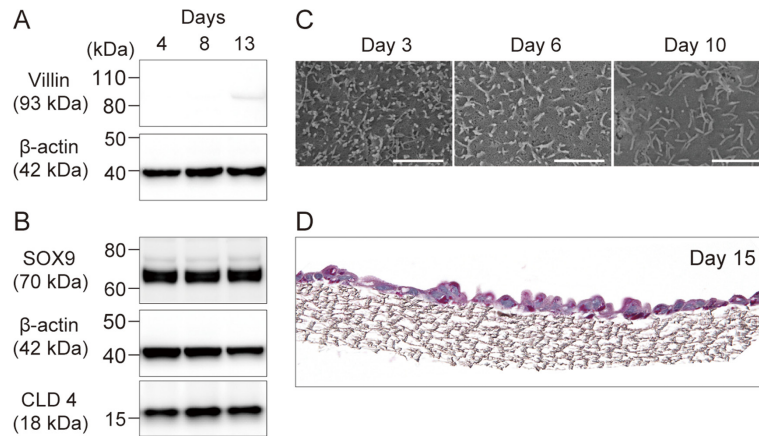 A
Days
(kDa) 4 8 13
Villin
(93 kDa)
110
80
β-actin
(42 kDa)
50
40
B
SOX9
(70 kDa)
80
60
β-actin
(42 kDa)
50
40
CLD 4
(18 kDa)
15
C
Day 3 Day 6 Day 10
D
Day 15